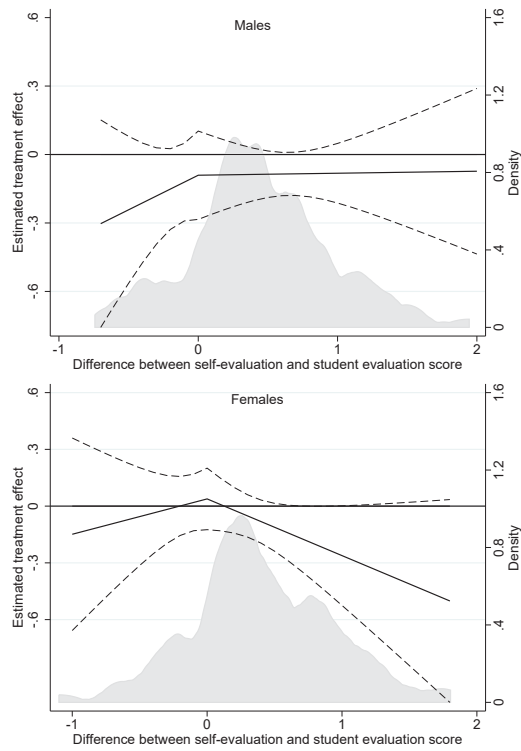 Males
Estimated treatment effect
.6
.3
0
-.3
-.6
Density
1.6
1.2
0.8
.4
0
-1 0 1 2
Difference between self-evaluation and student evaluation score
Females
Estimated treatment effect
.6
.3
0
-.3
-.6
Density
1.6
1.2
0.8
.4
0
-1 0 1 2
Difference between self-evaluation and student evaluation score